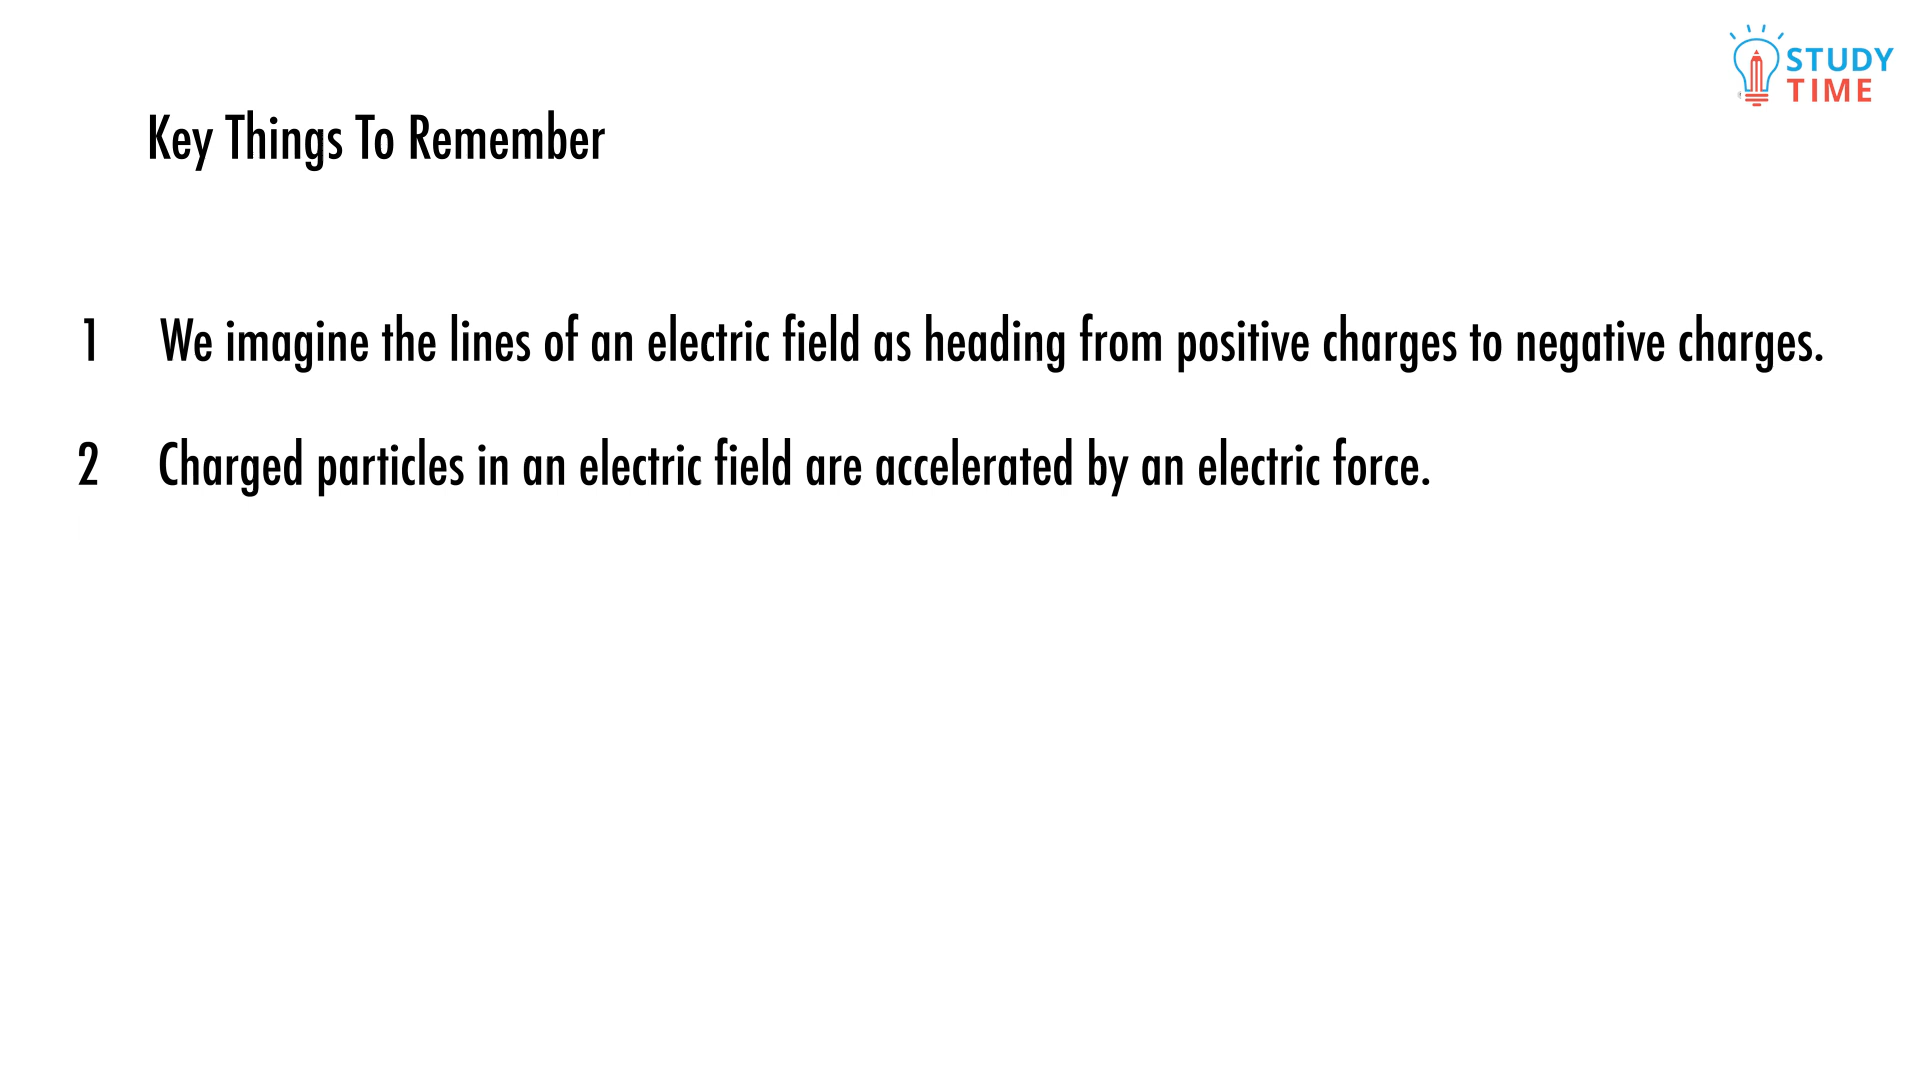 STUDY
TIME
Key Things To Remember
1 We imagine the lines of an electric field as heading from positive charges to negative charges.
2 Charged particles in an electric field are accelerated by an electric force.